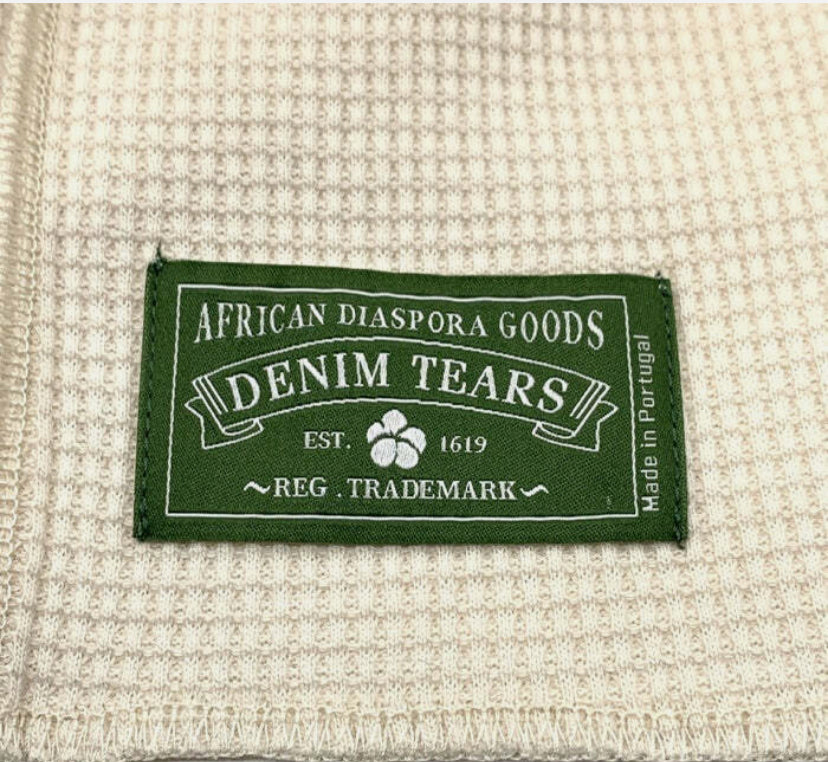 AFRICAN DIASPORA GOODS
DENIM TEARS
EST. 1619
~REG . TRADEMARK~
Made in Portugal